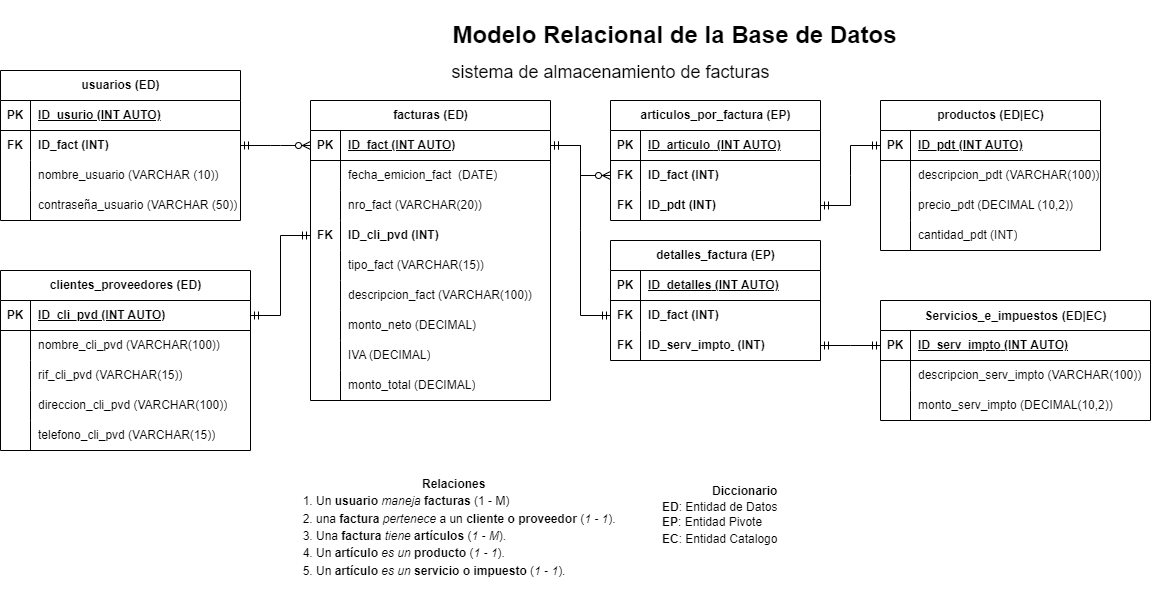 Modelo Relacional de la Base de Datos
sistema de almacenamiento de facturas
usuarios (ED)
PK ID_usurio (INT AUTO)
FK ID_fact (INT)
nombre_usuario (VARCHAR (10))
contraseña_usuario (VARCHAR (50))
clientes_proveedores (ED)
PK ID_cli_pvd (INT AUTO)
nombre_cli_pvd (VARCHAR(100))
rif_cli_pvd (VARCHAR(15))
direccion_cli_pvd (VARCHAR(100))
telefono_cli_pvd (VARCHAR(15))
facturas (ED)
PK ID_fact (INT AUTO)
fecha_emicion_fact (DATE)
nro_fact (VARCHAR(20))
FK ID_cli_pvd (INT)
tipo_fact (VARCHAR(15))
descripcion_fact (VARCHAR(100))
monto_neto (DECIMAL)
IVA (DECIMAL)
monto_total (DECIMAL)
articulos_por_factura (EP)
PK ID_articulo_(INT AUTO)
FK ID_fact (INT)
FK ID_pdt (INT)
detalles_factura (EP)
PK ID_detalles (INT AUTO)
FK ID_fact (INT)
FK ID_serv_impto_(INT)
productos (ED|EC)
PK ID_pdt (INT AUTO)
descripcion_pdt (VARCHAR(100))
precio_pdt (DECIMAL (10,2))
cantidad_pdt (INT)
Servicios_e_impuestos (ED|EC)
PK ID_serv_impto (INT AUTO)
descripcion_serv_impto (VARCHAR(100))
monto_serv_impto (DECIMAL(10,2))
Relaciones
1. Un usuario maneja facturas (1 - M)
2. una factura pertenece a un cliente o proveedor (1 - 1).
3. Una factura tiene artículos (1 - M).
4. Un artículo es un producto (1 - 1).
5. Un artículo es un servicio o impuesto (1 - 1).
Diccionario
ED: Entidad de Datos
EP: Entidad Pivote
EC: Entidad Catalogo